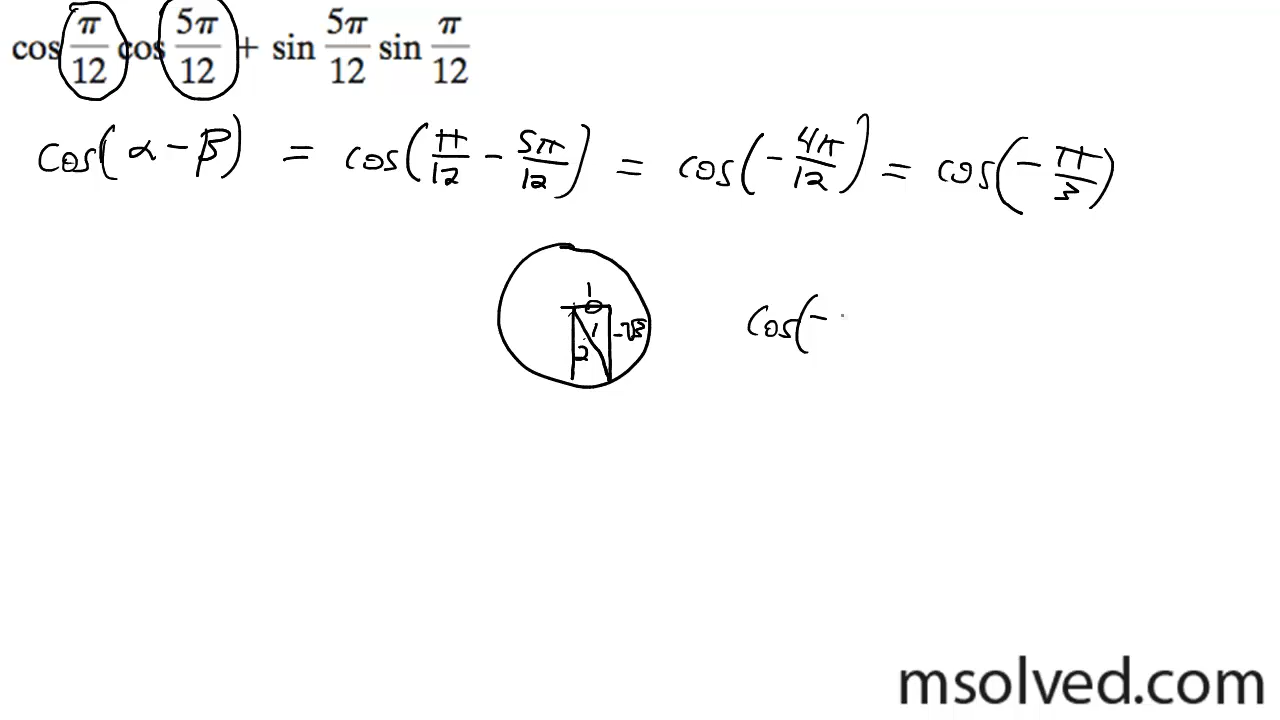 cos π/12 cos 5π/12 + sin 5π/12 sin π/12
cos(α - β) = cos(π/12 - 5π/12) = cos(-4π/12) = cos(-π/3)
1
1 -√3 cos(-
2
msolved.com